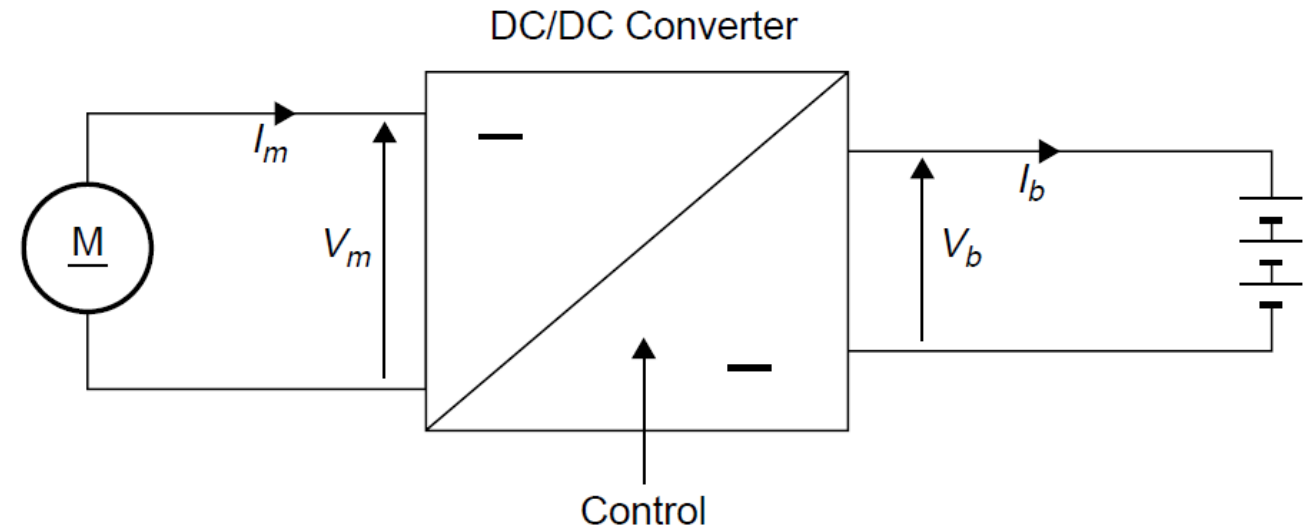 DC/DC Converter
I_m
I_b
M
V_m
V_b
Control